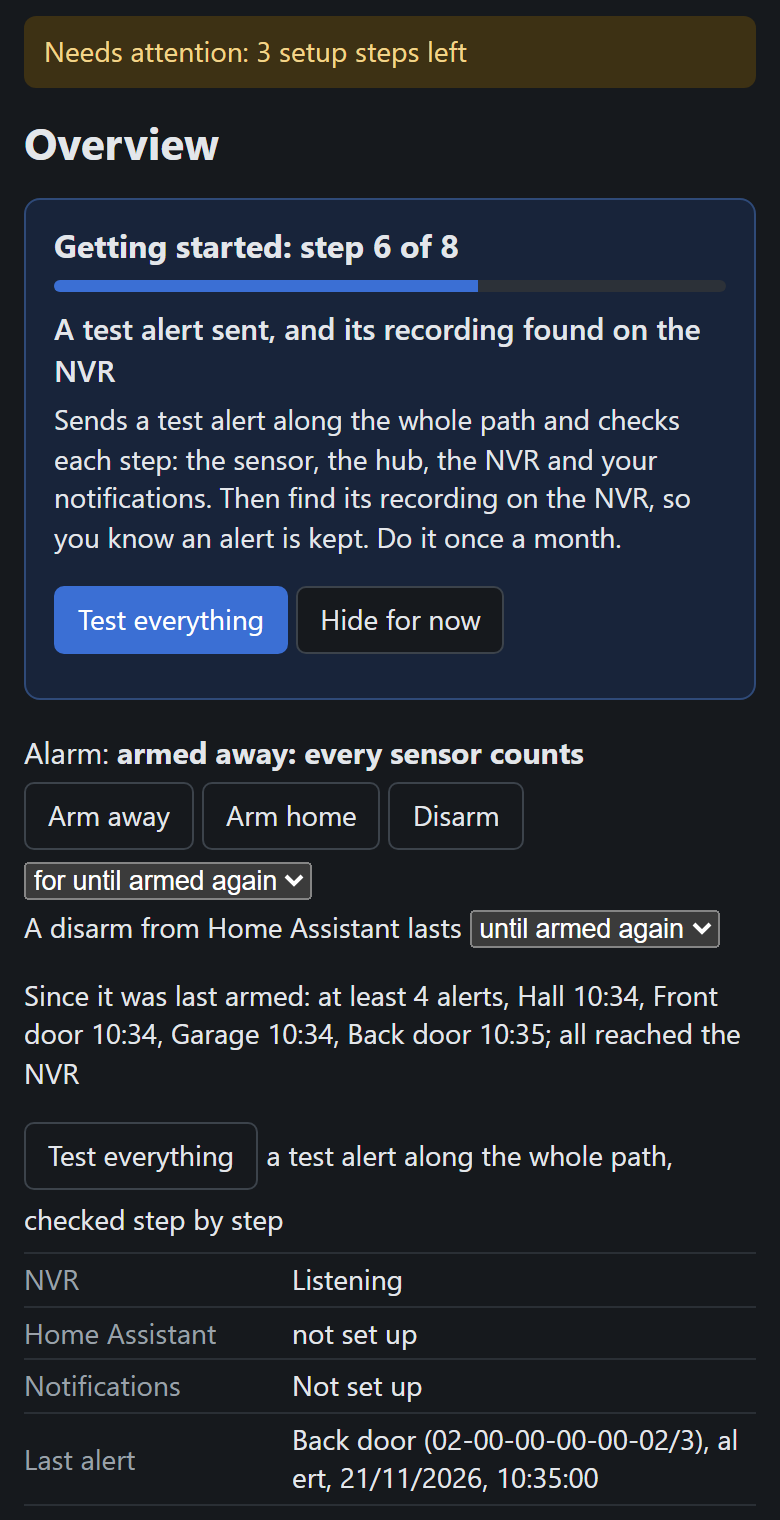 Needs attention: 3 setup steps left
Overview
Getting started: step 6 of 8
A test alert sent, and its recording found on the
NVR
Sends a test alert along the whole path and checks
each step: the sensor, the hub, the NVR and your
notifications. Then find its recording on the NVR, so
you know an alert is kept. Do it once a month.
Test everything Hide for now
Alarm: armed away: every sensor counts
Arm away Arm home Disarm
for until armed again
A disarm from Home Assistant lasts until armed again
Since it was last armed: at least 4 alerts, Hall 10:34, Front
door 10:34, Garage 10:34, Back door 10:35; all reached the
NVR
Test everything a test alert along the whole path,
checked step by step
NVR Listening
Home Assistant not set up
Notifications Not set up
Last alert Back door (02-00-00-00-00-02/3), al
ert, 21/11/2026, 10:35:00